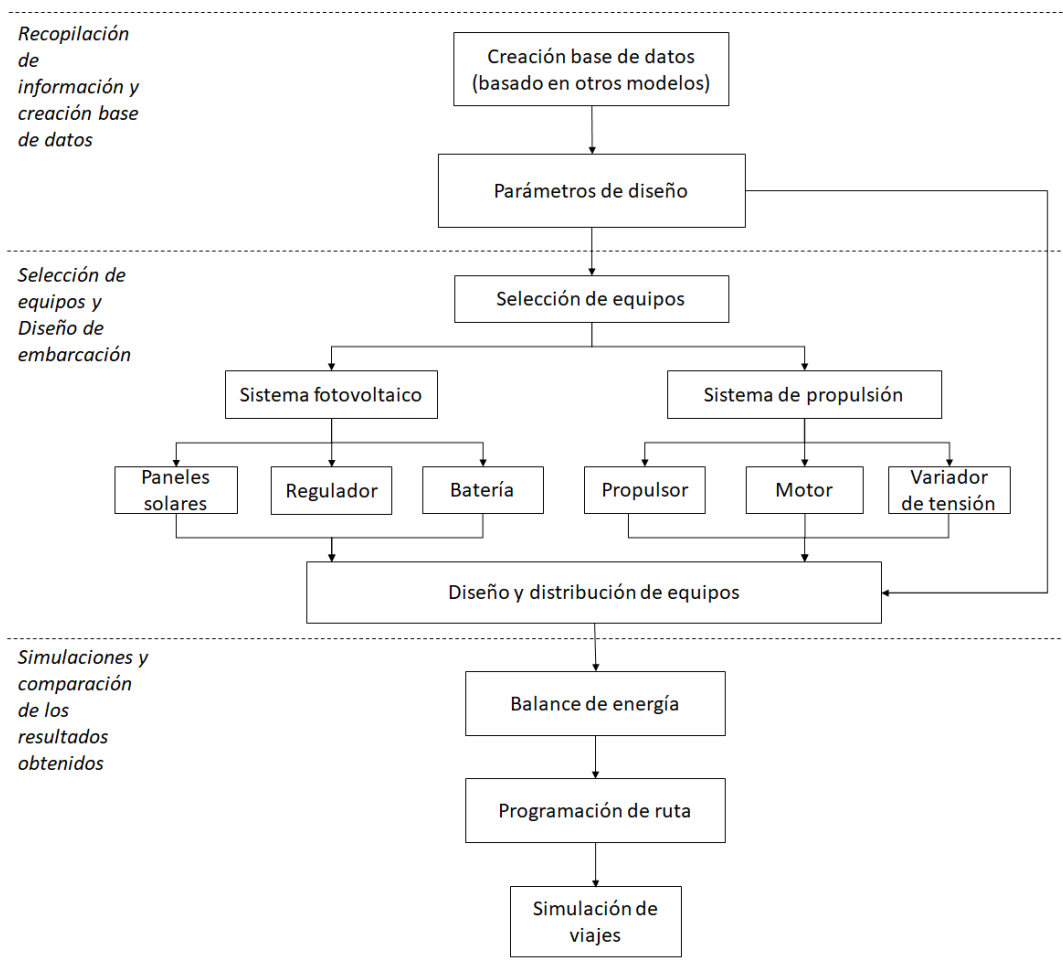 Recopilación
de
información y
creación base
de datos
Creación base de datos
(basado en otros modelos)
Parámetros de diseño
Selección de
equipos y
Diseño de
embarcación
Selección de equipos
Sistema fotovoltaico
Sistema de propulsión
Paneles
solares
Regulador
Batería
Propulsor
Motor
Variador
de tensión
Diseño y distribución de equipos
Simulaciones y
comparación
de los
resultados
obtenidos
Balance de energía
Programación de ruta
Simulación de
viajes